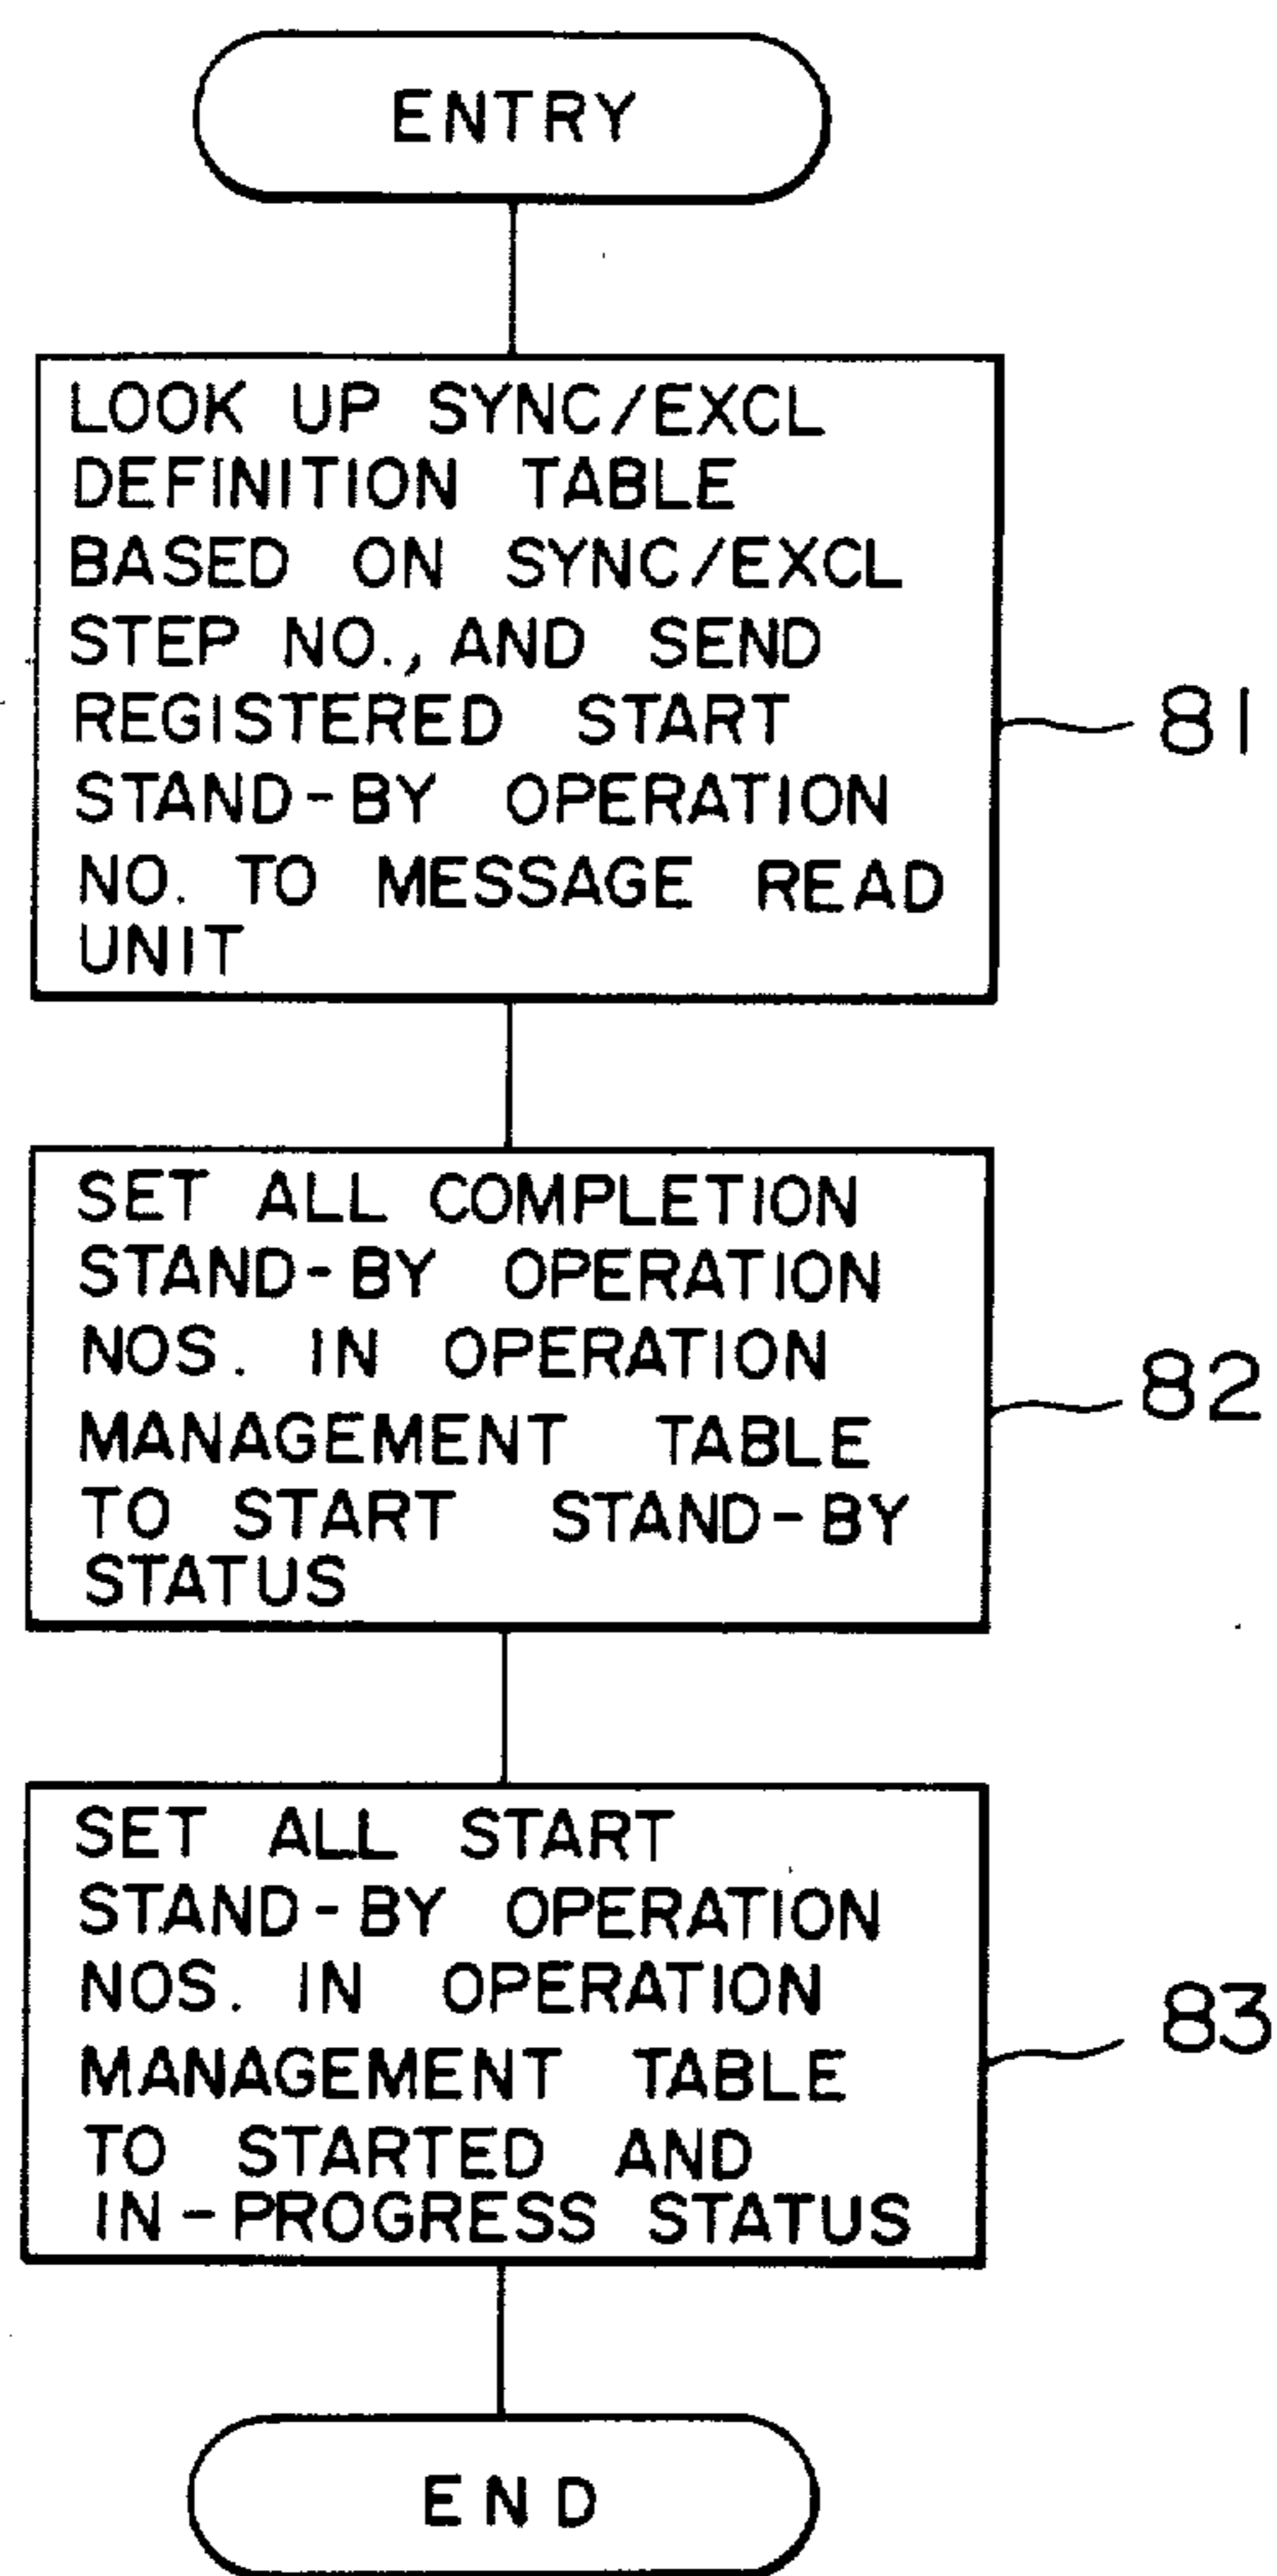 ENTRY
LOOK UP SYNC/EXCL
DEFINITION TABLE
BASED ON SYNC/EXCL
STEP NO., AND SEND
REGISTERED START
STAND-BY OPERATION
NO. TO MESSAGE READ
UNIT
81
SET ALL COMPLETION
STAND-BY OPERATION
NOS. IN OPERATION
MANAGEMENT TABLE
TO START STAND-BY
STATUS
82
SET ALL START
STAND-BY OPERATION
NOS. IN OPERATION
MANAGEMENT TABLE
TO STARTED AND
IN-PROGRESS STATUS
83
END